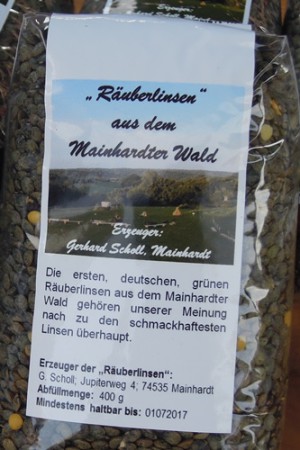 „Räuberlinsen"
aus dem
Mainhardter Wald
Erzeuger:
Gerhard Scholl, Mainhardt
Die ersten, deutschen, grünen
Räuberlinsen aus dem Mainhardter
Wald gehören unserer Meinung
nach zu den schmackhaftesten
Linsen überhaupt.
Erzeuger der „Räuberlinsen":
G. Scholl; Jupiterweg 4; 74535 Mainhardt
Abfüllmenge: 400 g
Mindestens haltbar bis: 01072017